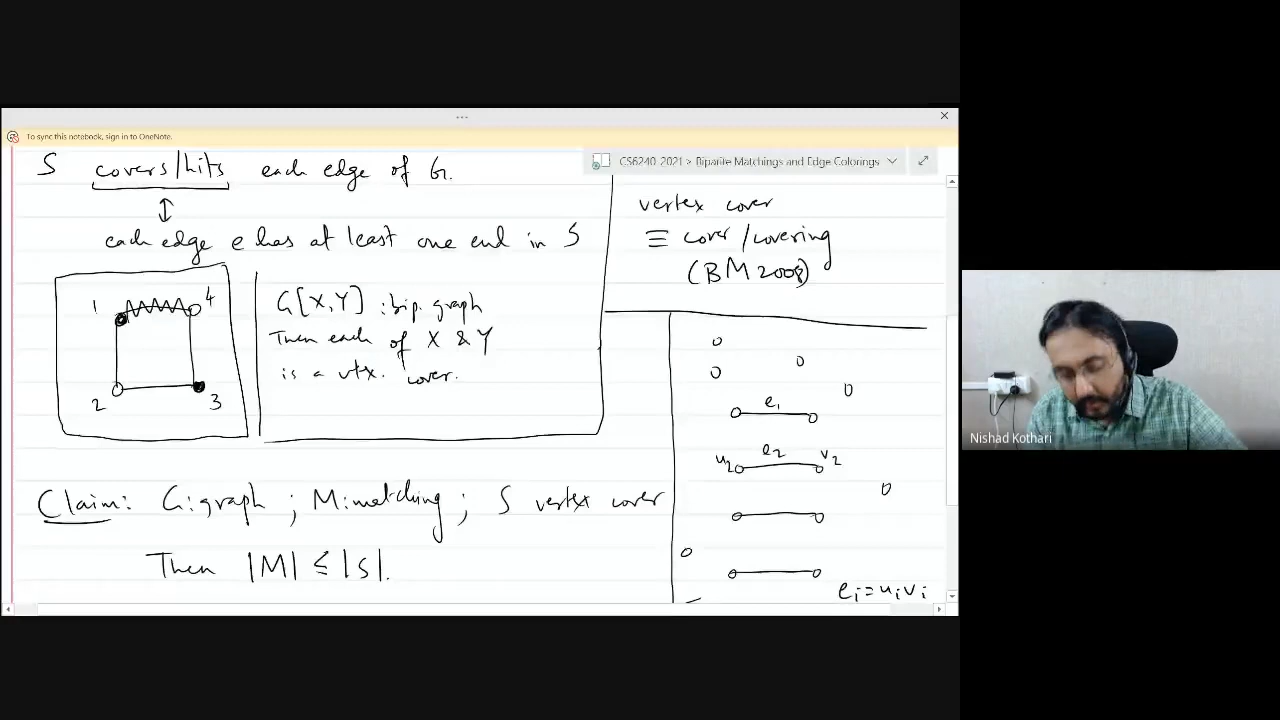 To sync this notebook, sign in to OneNote.
CS6240_2021 > Biparite Matchings and Edge Colorings
S covers/hits each edge of G.
↕
each edge e has at least one end in S
vertex cover
≡ cover/covering
(BM 2008)
1 4
2 3
G[X,Y] : bip. graph
Then each of X & Y
is a vtx. cover.
e1
u2 e2 v2
ei = uivi
Claim: G: graph ; M: matching ; S vertex cover
Then |M| ≤ |S|.
Nishad Kothari